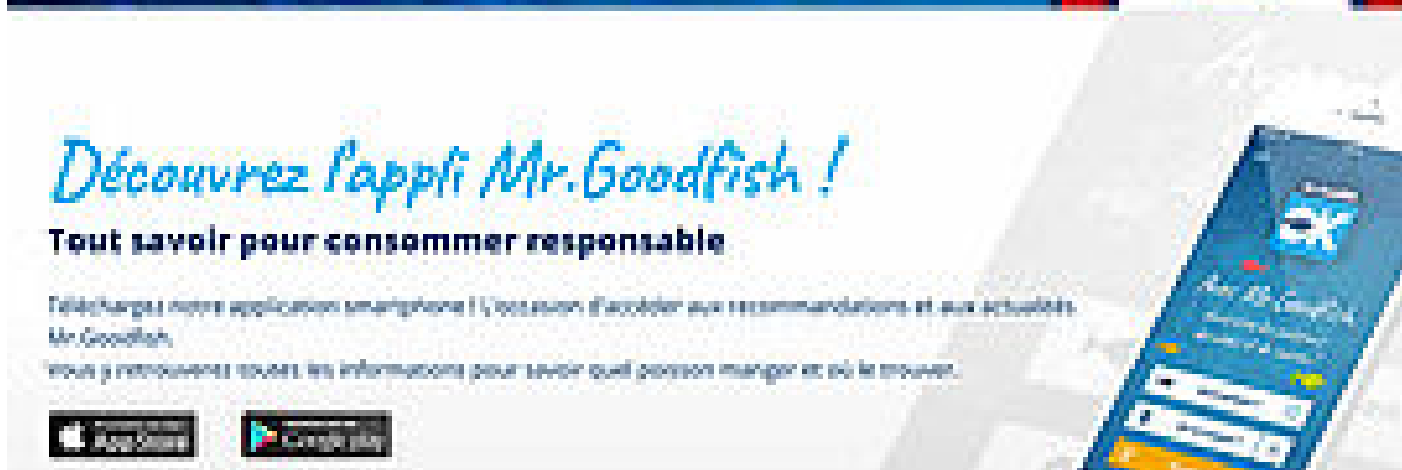 Découvrez l'appli Mr.Goodfish !
Tout savoir pour consommer responsable
Téléchargez notre application smartphone ! L'occasion d'accéder aux recommandations et aux actualités
Mr.Goodfish.
Vous y retrouverez toutes les informations pour savoir quel poisson manger et où le trouver.
App Store
Google play